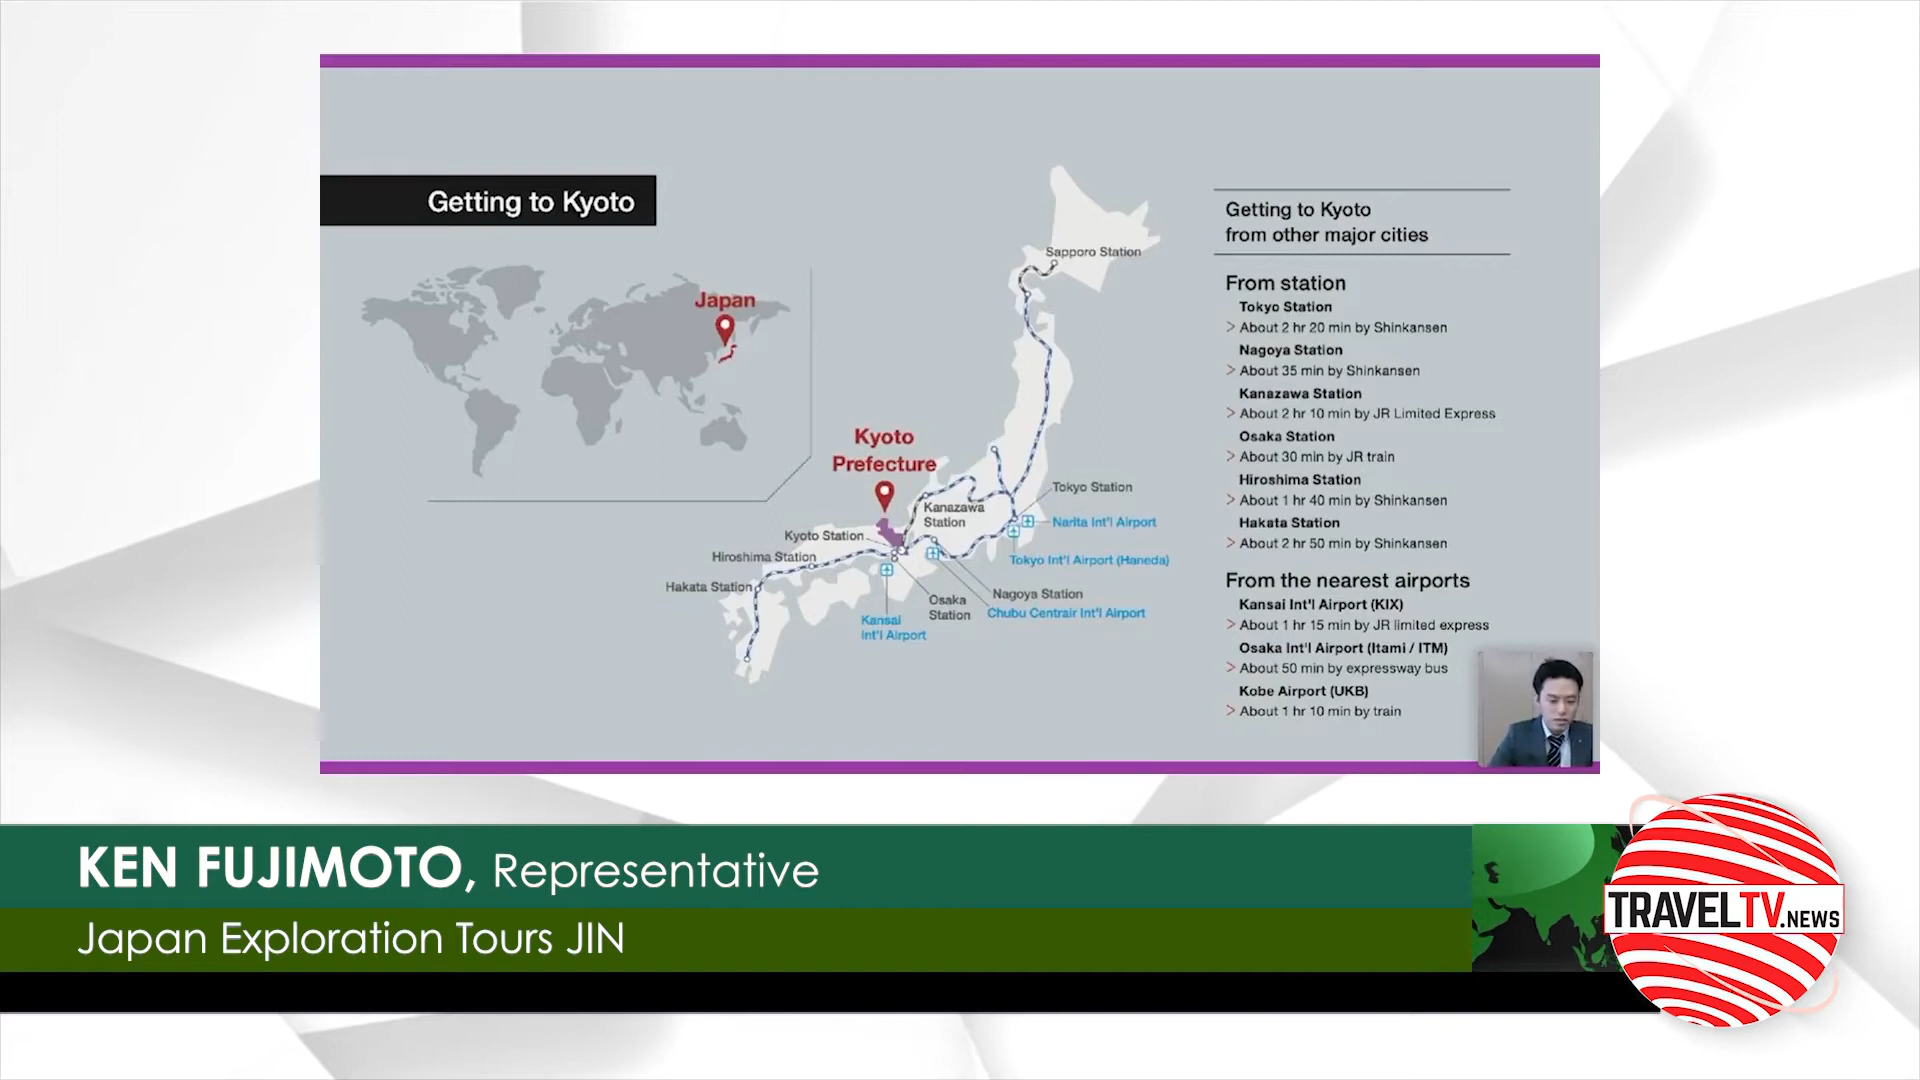 Getting to Kyoto
Japan
Kyoto
Prefecture
Sapporo Station
Tokyo Station
Narita Int'l Airport
Tokyo Int'l Airport (Haneda)
Kanazawa
Station
Kyoto Station
Hiroshima Station
Hakata Station
Nagoya Station
Chubu Centrair Int'l Airport
Osaka
Station
Kansai
Int'l Airport
Getting to Kyoto
from other major cities
From station
Tokyo Station
> About 2 hr 20 min by Shinkansen
Nagoya Station
> About 35 min by Shinkansen
Kanazawa Station
> About 2 hr 10 min by JR Limited Express
Osaka Station
> About 30 min by JR train
Hiroshima Station
> About 1 hr 40 min by Shinkansen
Hakata Station
> About 2 hr 50 min by Shinkansen
From the nearest airports
Kansai Int'l Airport (KIX)
> About 1 hr 15 min by JR limited express
Osaka Int'l Airport (Itami / ITM)
> About 50 min by expressway bus
Kobe Airport (UKB)
> About 1 hr 10 min by train
KEN FUJIMOTO, Representative
Japan Exploration Tours JIN
TRAVELTV.NEWS